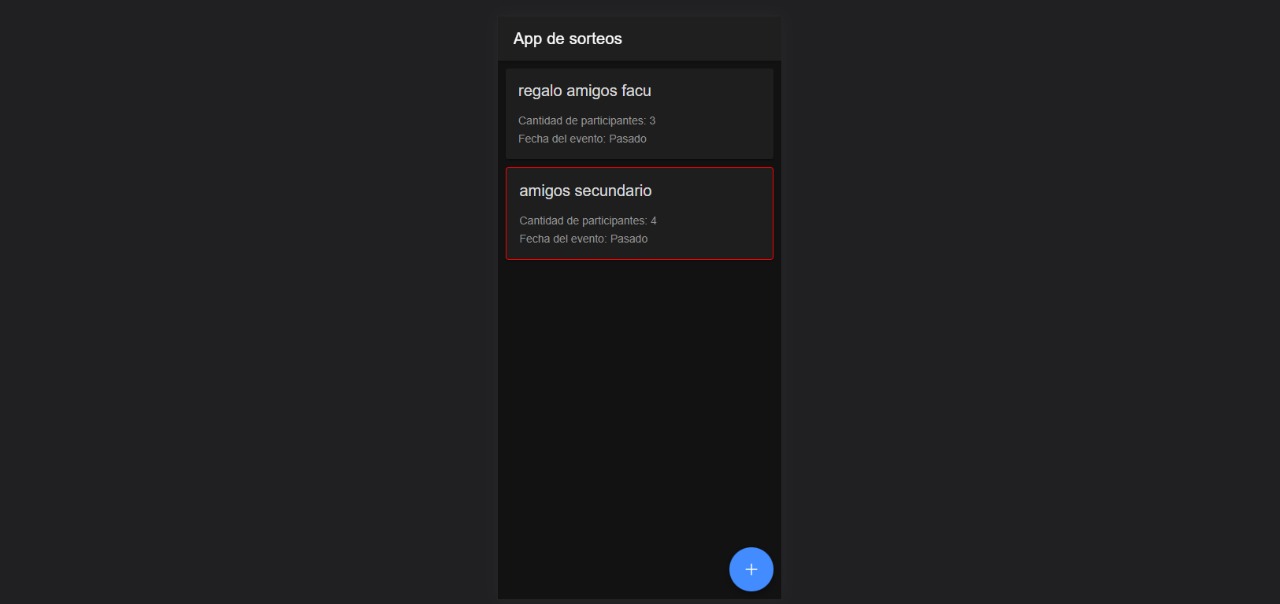 App de sorteos
regalo amigos facu
Cantidad de participantes: 3
Fecha del evento: Pasado
amigos secundario
Cantidad de participantes: 4
Fecha del evento: Pasado
+